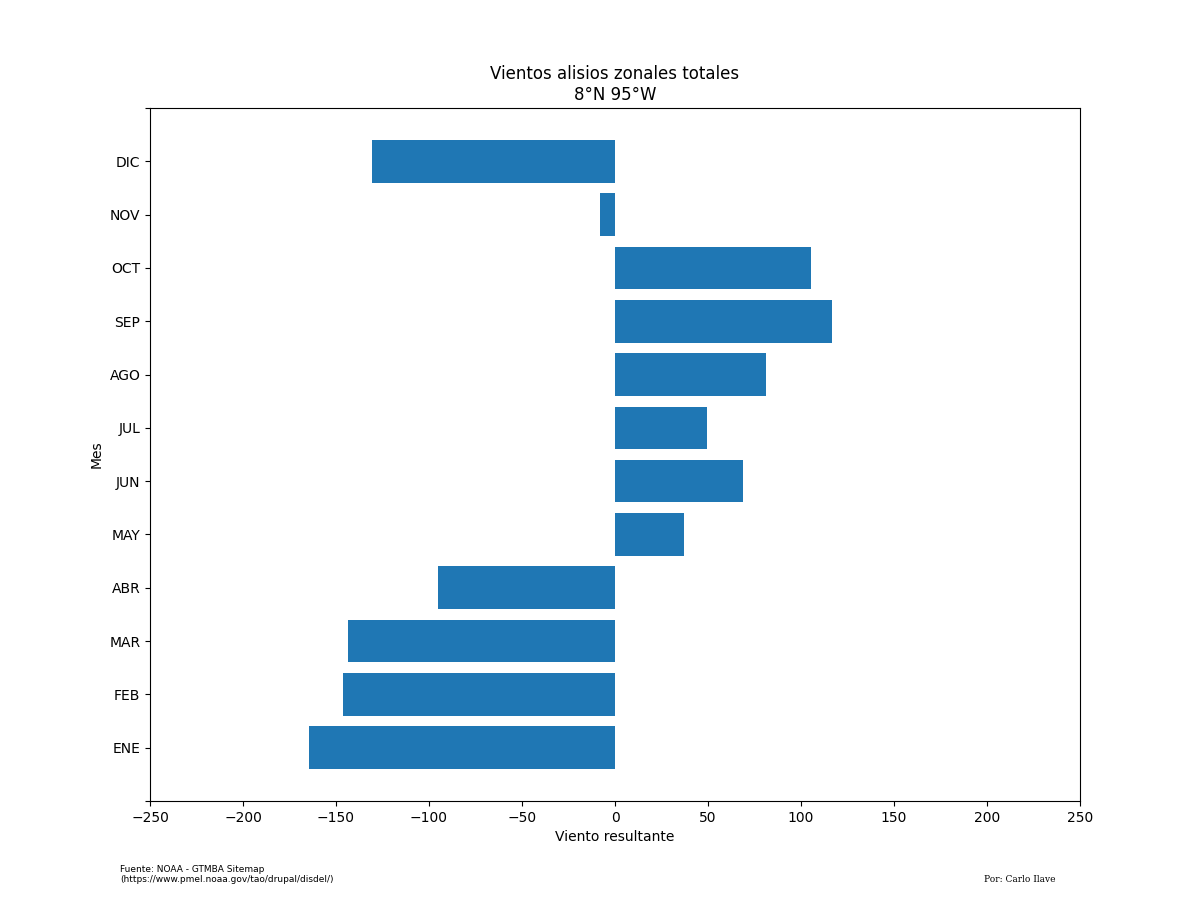 Vientos alisios zonales totales
8°N 95°W
DIC
NOV
OCT
SEP
AGO
JUL
JUN
MAY
ABR
MAR
FEB
ENE
Mes
−250 −200 −150 −100 −50 0 50 100 150 200 250
Viento resultante
Fuente: NOAA - GTMBA Sitemap
(https://www.pmel.noaa.gov/tao/drupal/disdel/)
Por: Carlo Ilave